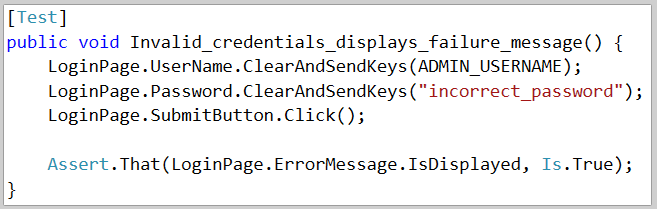 [Test]
public void Invalid_credentials_displays_failure_message() {
    LoginPage.UserName.ClearAndSendKeys(ADMIN_USERNAME);
    LoginPage.Password.ClearAndSendKeys("incorrect_password");
    LoginPage.SubmitButton.Click();

    Assert.That(LoginPage.ErrorMessage.IsDisplayed, Is.True);
}